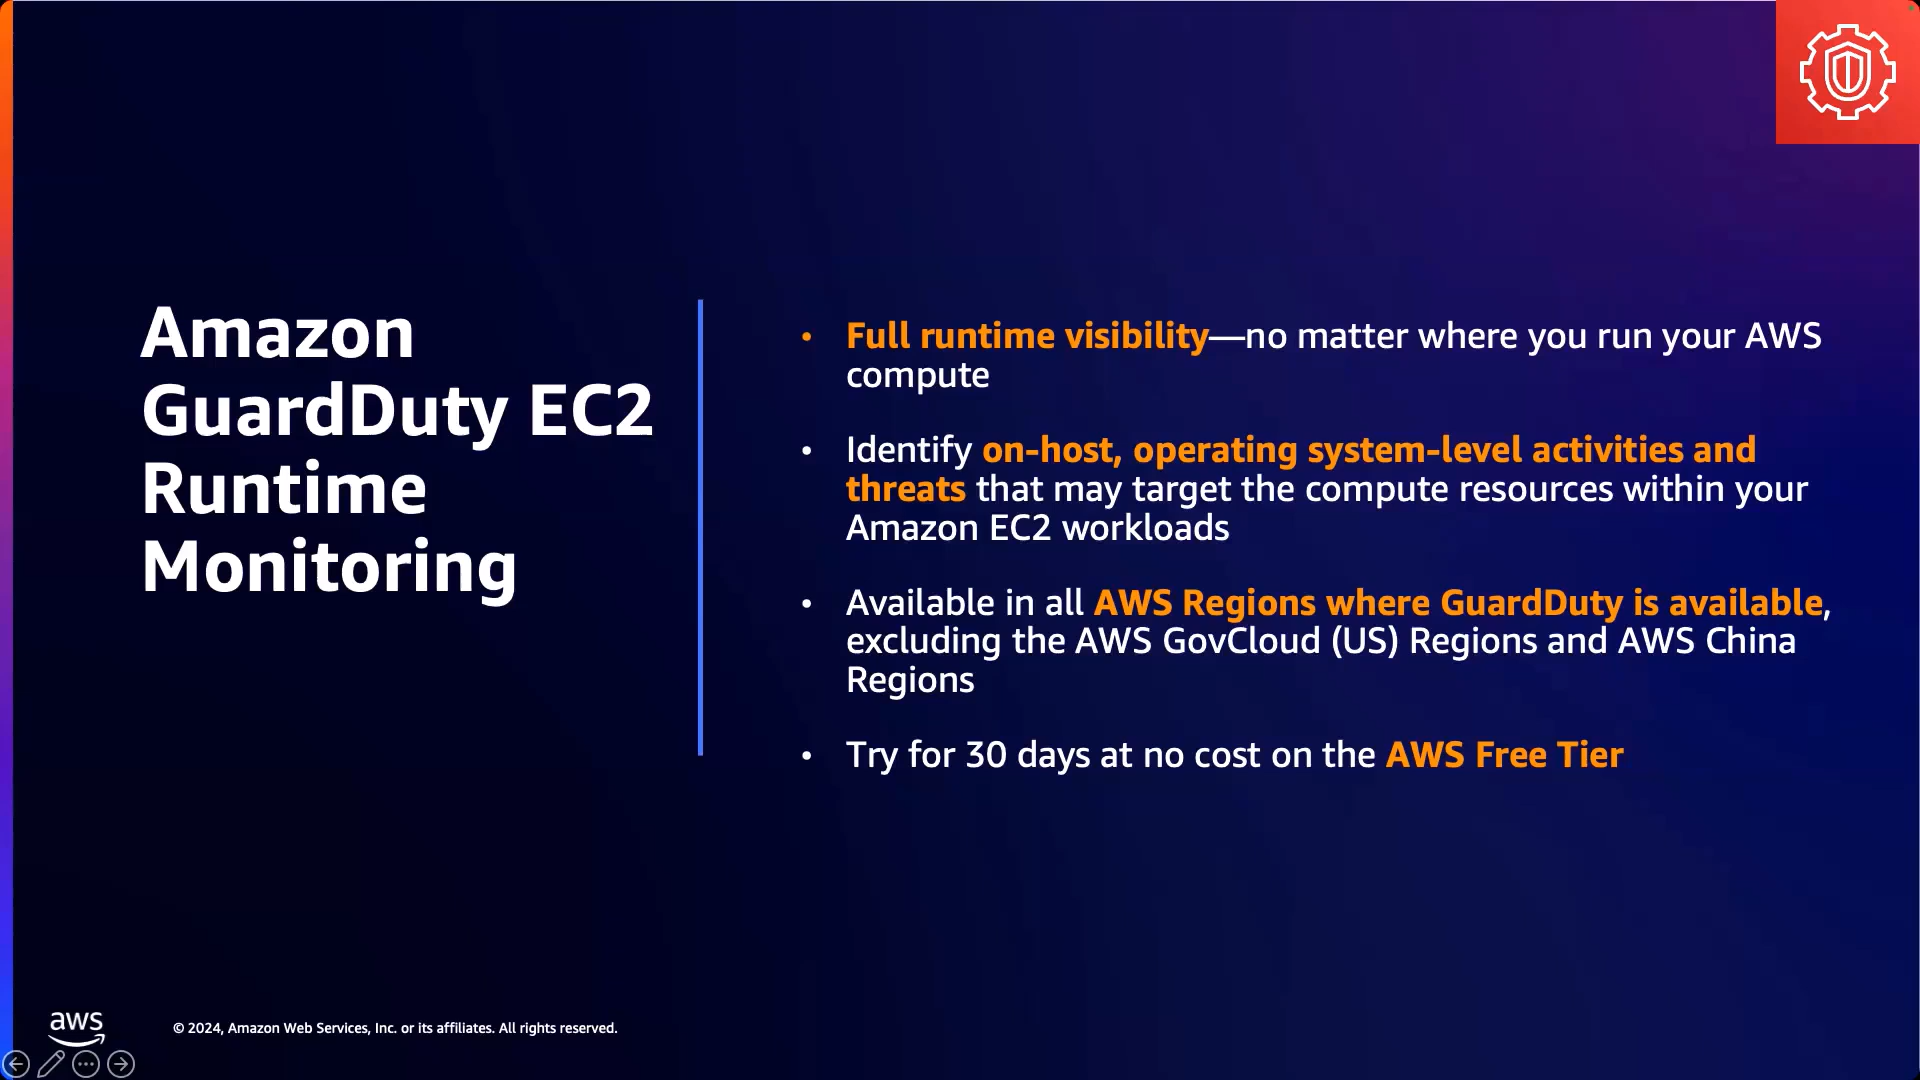 Amazon
GuardDuty EC2
Runtime
Monitoring
• Full runtime visibility—no matter where you run your AWS
compute
• Identify on-host, operating system-level activities and
threats that may target the compute resources within your
Amazon EC2 workloads
• Available in all AWS Regions where GuardDuty is available,
excluding the AWS GovCloud (US) Regions and AWS China
Regions
• Try for 30 days at no cost on the AWS Free Tier
aws
© 2024, Amazon Web Services, Inc. or its affiliates. All rights reserved.